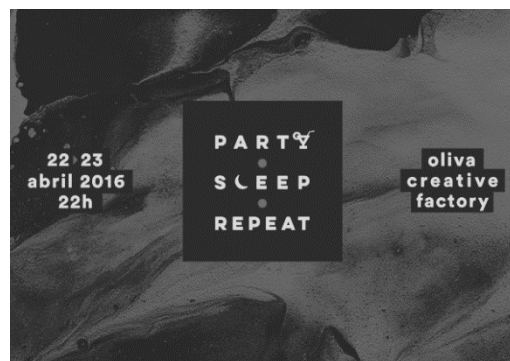 22 23
abril 2016
22h
PARTY
SLEEP
REPEAT
oliva
creative
factory